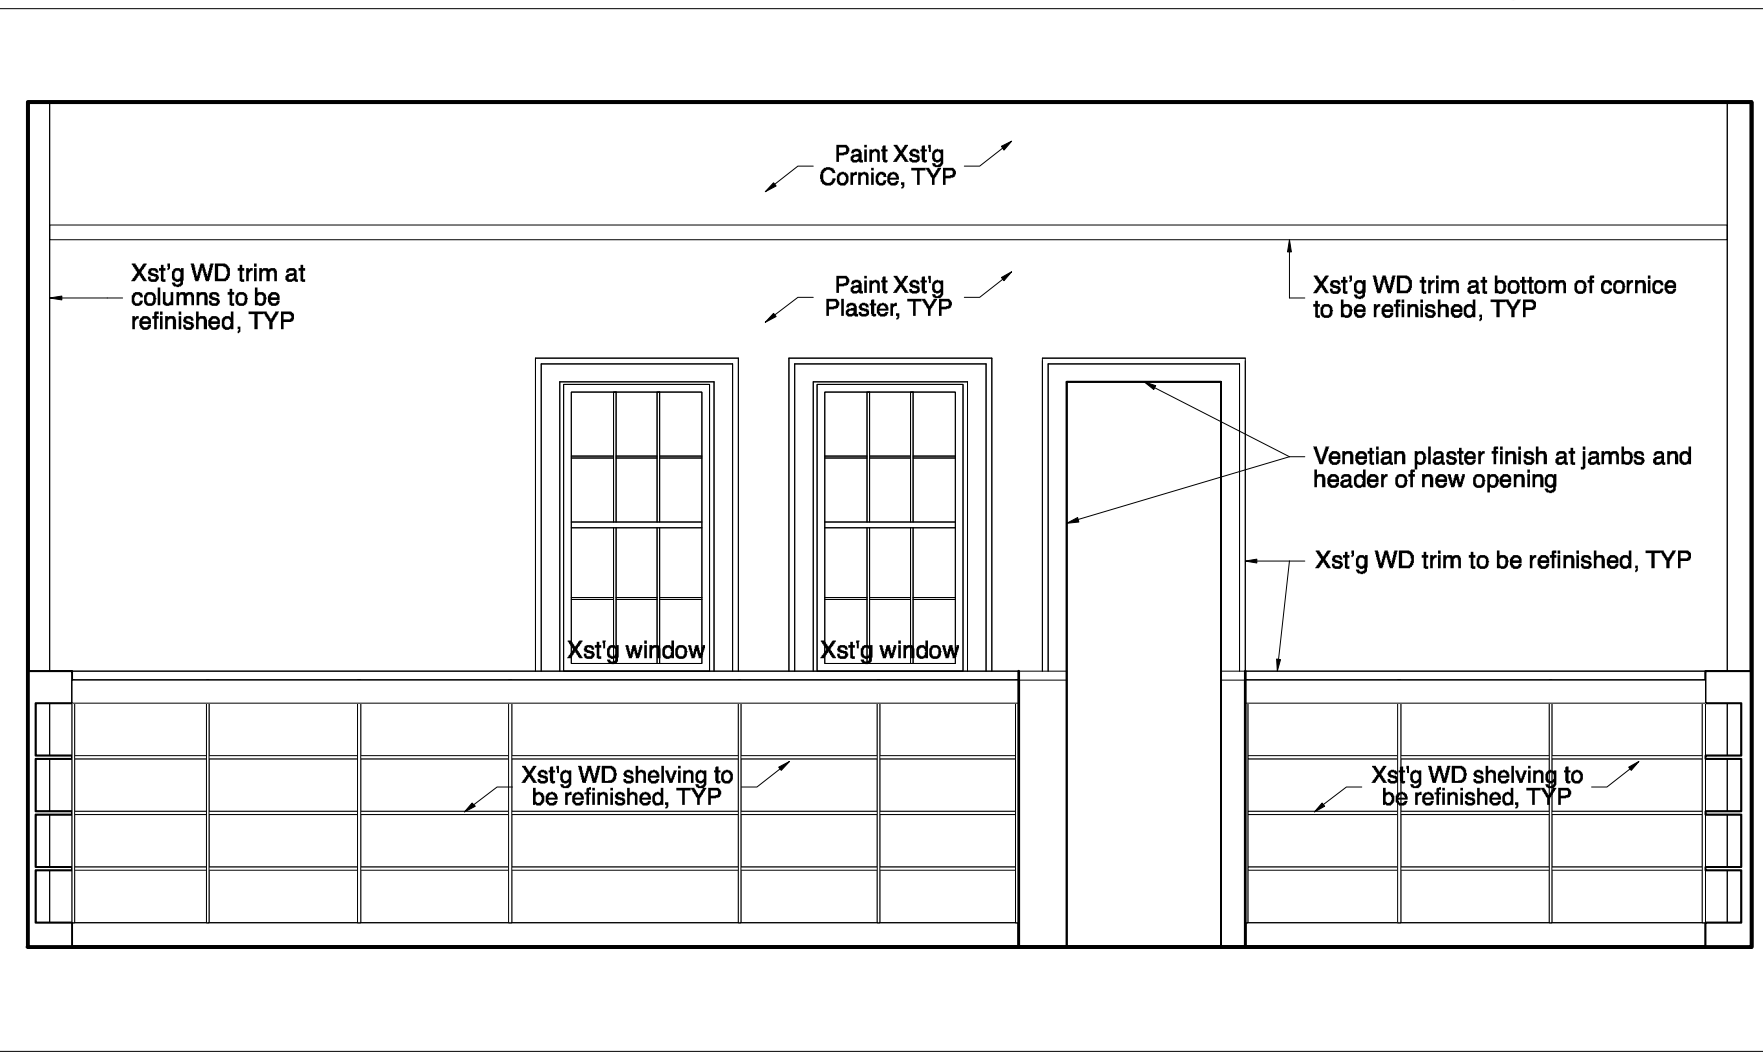 Paint Xst'g
Cornice, TYP
Xst'g WD trim at
columns to be
refinished, TYP
Paint Xst'g
Plaster, TYP
Xst'g WD trim at bottom of cornice
to be refinished, TYP
Venetian plaster finish at jambs and
header of new opening
Xst'g WD trim to be refinished, TYP
Xst'g window
Xst'g window
Xst'g WD shelving to
be refinished, TYP
Xst'g WD shelving to
be refinished, TYP